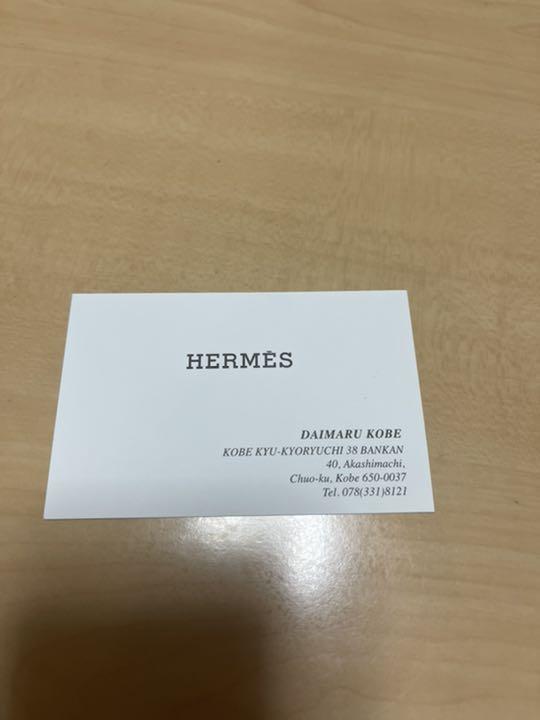 HERMÈS
DAIMARU KOBE
KOBE KYU-KYORYUCHI 38 BANKAN
40, Akashimachi,
Chuo-ku, Kobe 650-0037
Tel. 078(331)8121